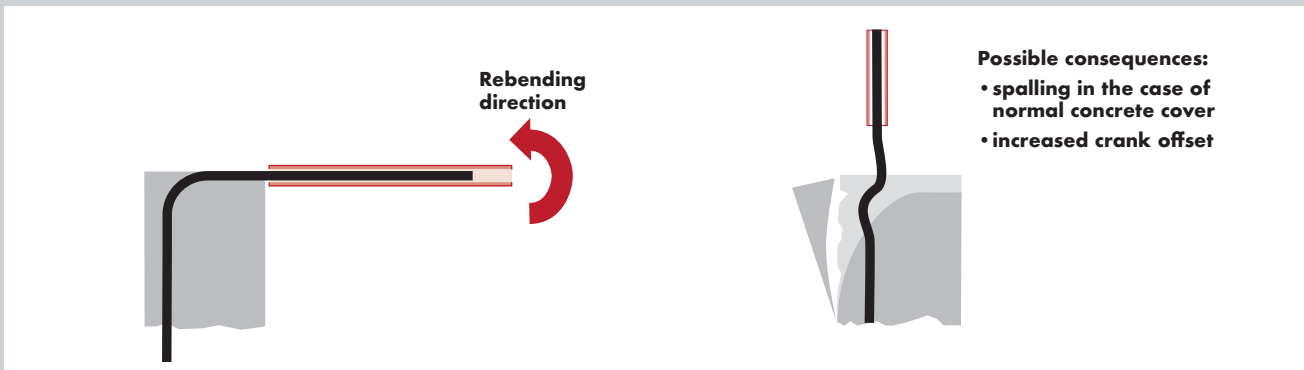 Rebending
direction
Possible consequences:
• spalling in the case of
normal concrete cover
• increased crank offset